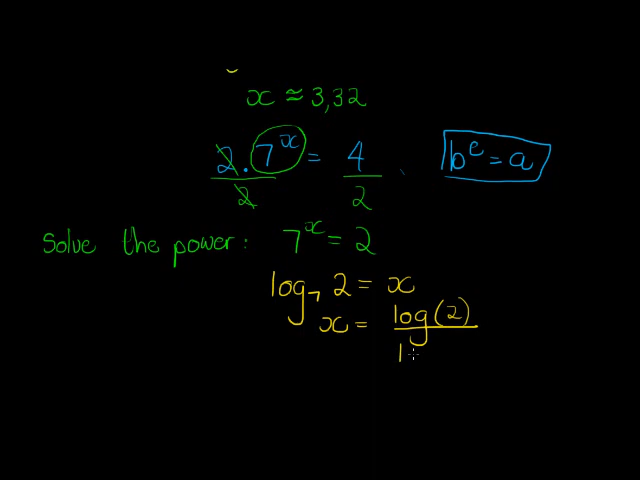 x ≈ 3,32
2 . 7^x / 2 = 4 / 2
b^e = a
Solve the power: 7^x = 2
log_7 2 = x
x = log(2) / l